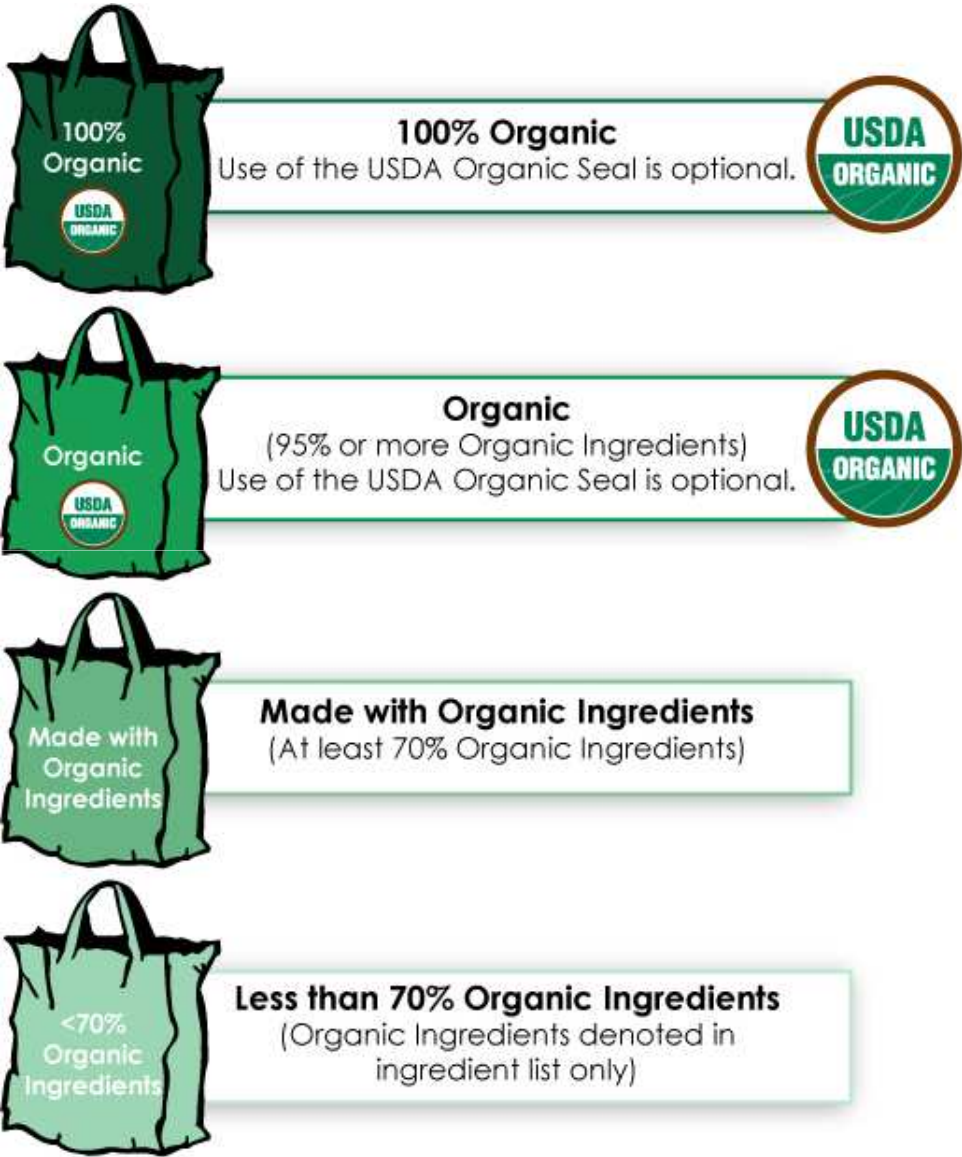 100%
Organic
USDA
ORGANIC
100% Organic
Use of the USDA Organic Seal is optional.
USDA
ORGANIC
Organic
USDA
ORGANIC
Organic
(95% or more Organic Ingredients)
Use of the USDA Organic Seal is optional.
USDA
ORGANIC
Made with
Organic
Ingredients
Made with Organic Ingredients
(At least 70% Organic Ingredients)
<70%
Organic
Ingredients
Less than 70% Organic Ingredients
(Organic Ingredients denoted in
ingredient list only)